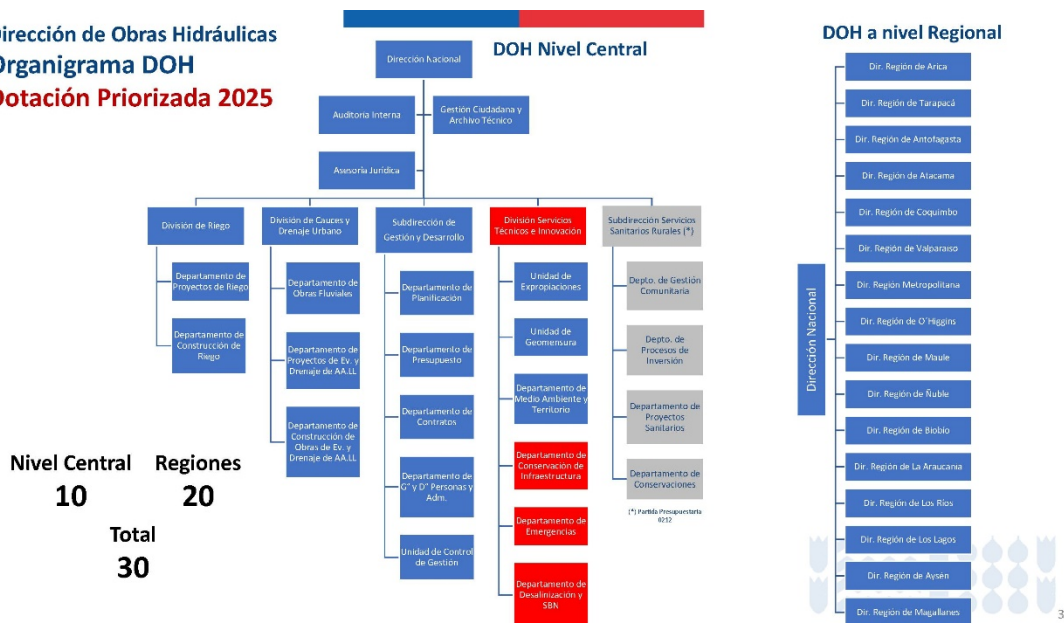 Dirección de Obras Hidráulicas
Organigrama DOH
Dotación Priorizada 2025
DOH Nivel Central
Dirección Nacional
Auditoria Interna
Gestión Ciudadana y
Archivo Técnico
Asesoría Jurídica
División de Riego
Departamento de
Proyectos de Riego
Departamento de
Construcción de
Riego
División de Cauces y
Drenaje Urbano
Departamento de
Obras Fluviales
Departamento de
Proyectos de Ev. y
Drenaje de AA.LL
Departamento de
Construcción de
Obras de Ev. y
Drenaje de AA.LL
Subdirección de
Gestión y Desarrollo
Departamento de
Planificación
Departamento de
Presupuesto
Departamento de
Contratos
Departamento de
G° y D° Personas y
Adm.
Unidad de Control
de Gestión
División Servicios
Técnicos e Innovación
Unidad de
Expropiaciones
Unidad de
Geomensura
Departamento de
Medio Ambiente y
Territorio
Departamento de
Conservación de
Infraestructura
Departamento de
Emergencias
Departamento de
Desalinización y
SBN
Subdirección Servicios
Sanitarios Rurales (*)
Depto. de Gestión
Comunitaria
Depto. de
Procesos de
Inversión
Departamento de
Proyectos
Sanitarios
Departamento de
Conservaciones
(*) Partida Presupuestaria
0212
Nivel Central
10
Regiones
20
Total
30
DOH a nivel Regional
Dirección Nacional
Dir. Región de Arica
Dir. Región de Tarapacá
Dir. Región de Antofagasta
Dir. Región de Atacama
Dir. Región de Coquimbo
Dir. Región de Valparaiso
Dir. Región Metropolitana
Dir. Región de O´Higgins
Dir. Región de Maule
Dir. Región de Ñuble
Dir. Región de Biobío
Dir. Región de La Araucanía
Dir. Región de Los Ríos
Dir. Región de Los Lagos
Dir. Región de Aysén
Dir. Región de Magallanes
3